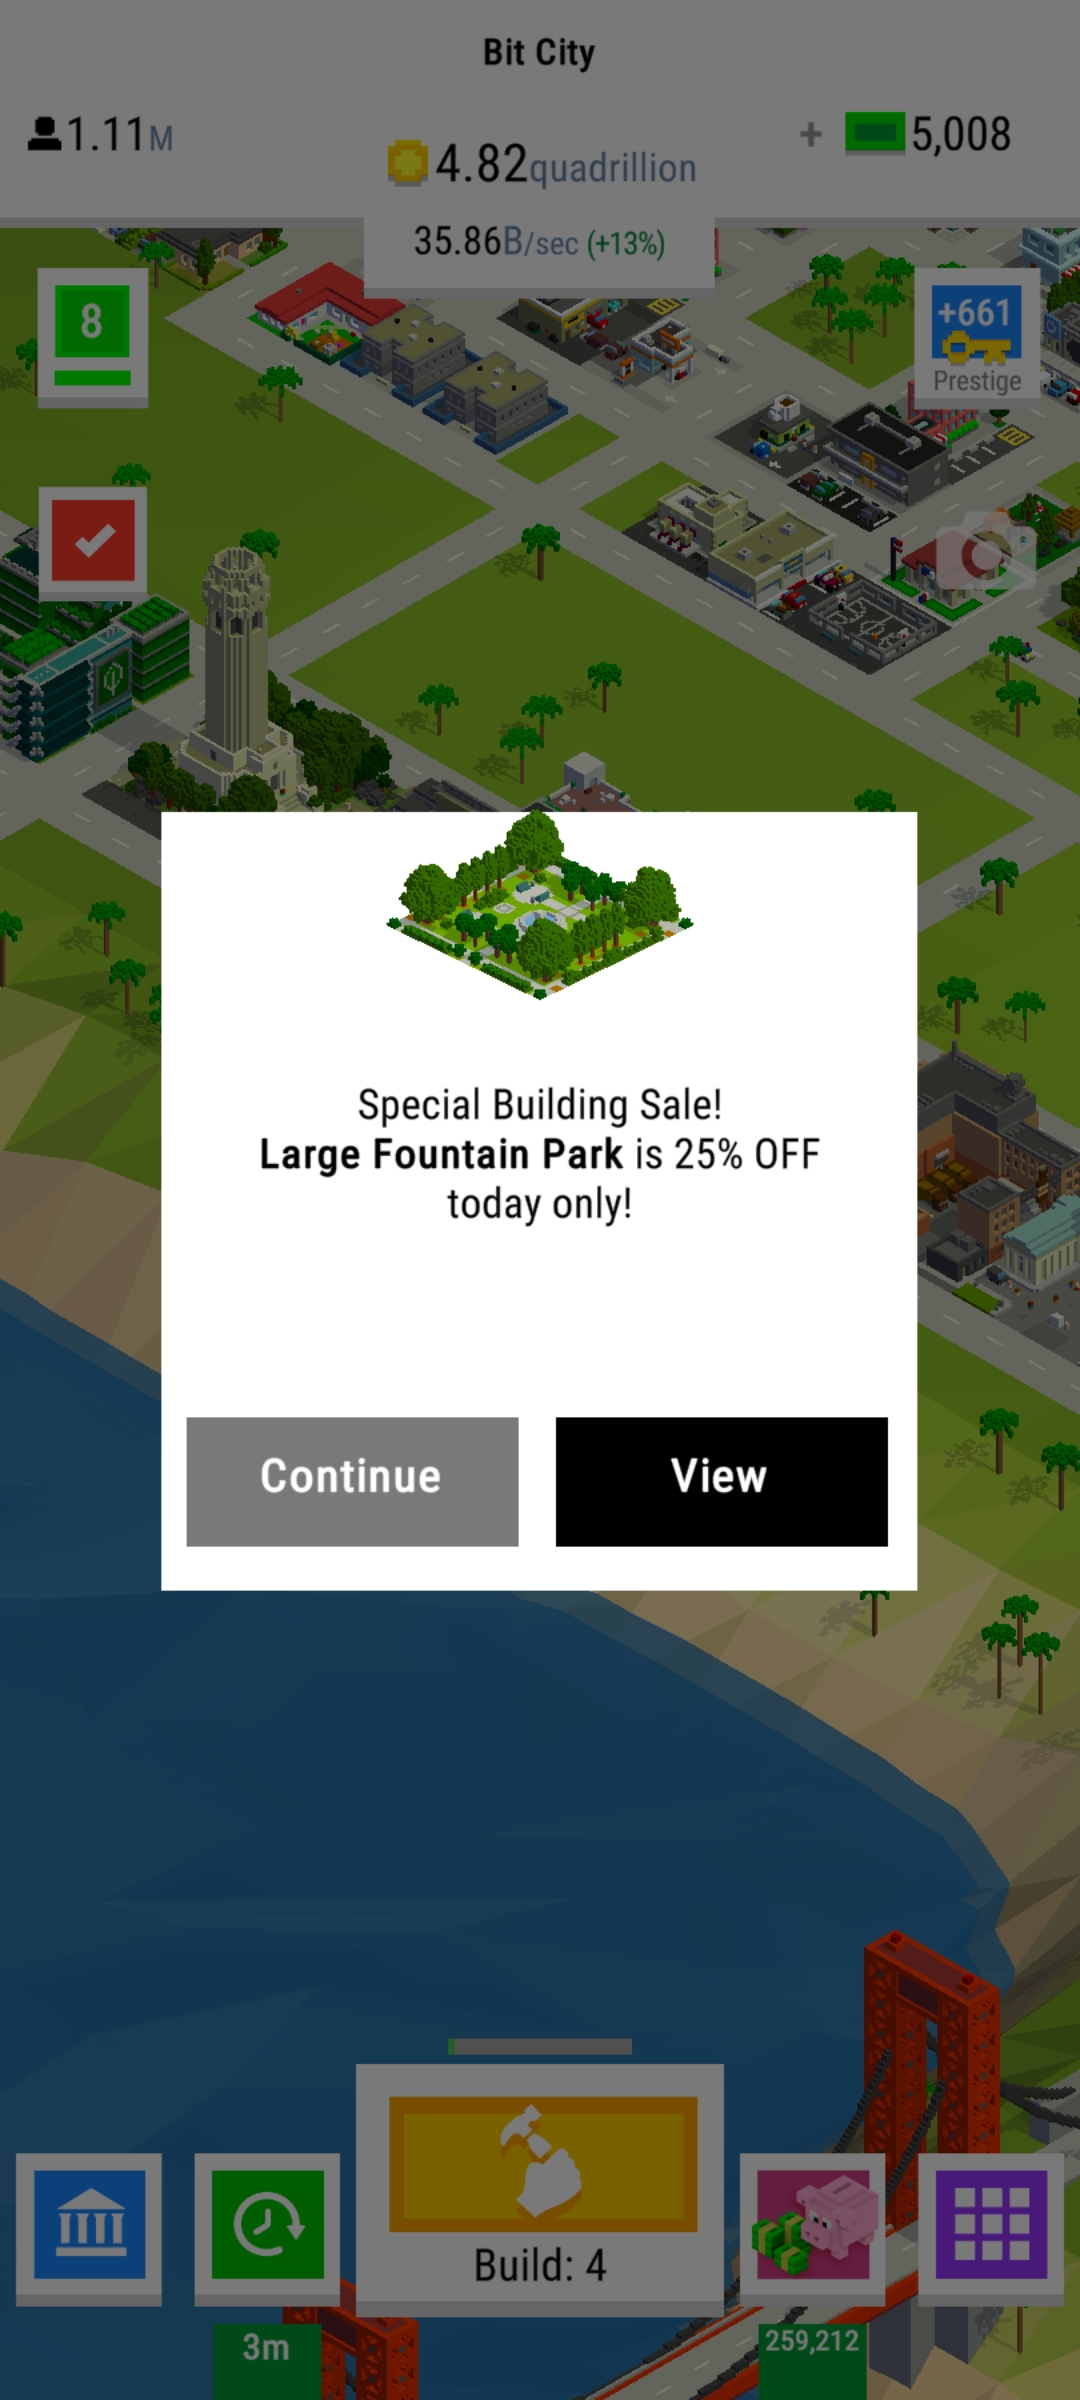 Bit City
1.11M
4.82quadrillion
+ 5,008
35.86B/sec (+13%)
8
+661
Prestige
Special Building Sale!
Large Fountain Park is 25% OFF
today only!
Continue
View
Build: 4
3m
259,212